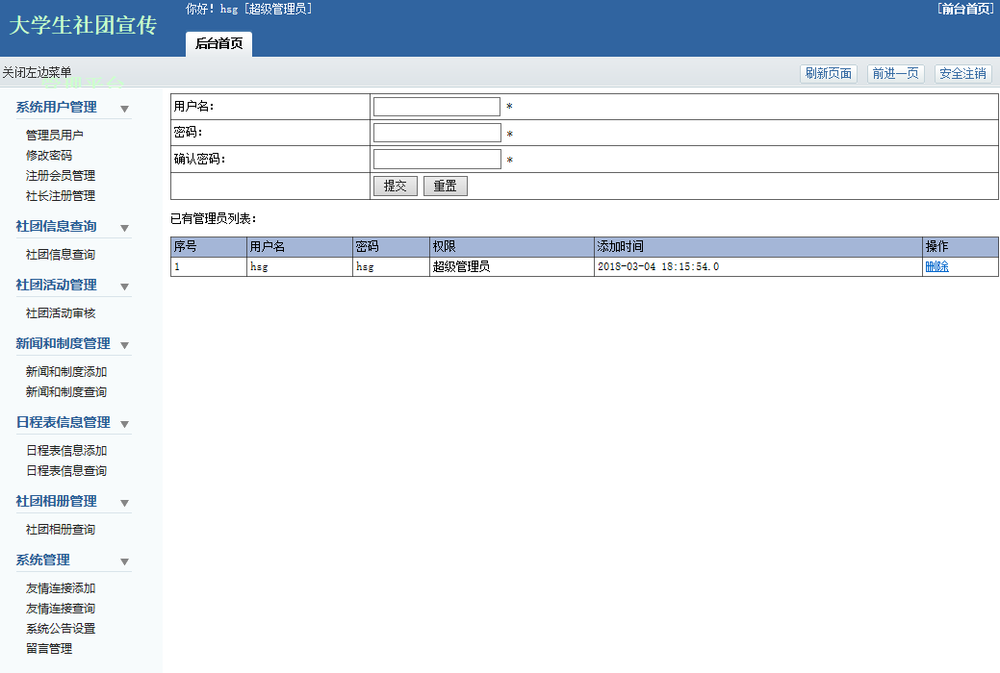 大学生社团宣传
你好! hsg [超级管理员]
[前台首页]
后台首页
关闭左边菜单
刷新页面 前进一页 安全注销
系统用户管理
管理员用户
修改密码
注册会员管理
社长注册管理
社团信息查询
社团信息查询
社团活动管理
社团活动审核
新闻和制度管理
新闻和制度添加
新闻和制度查询
日程表信息管理
日程表信息添加
日程表信息查询
社团相册管理
社团相册查询
系统管理
友情连接添加
友情连接查询
系统公告设置
留言管理
用户名: *
密码: *
确认密码: *
提交 重置
已有管理员列表:
序号 用户名 密码 权限 添加时间 操作
1 hsg hsg 超级管理员 2018-03-04 18:15:54.0 删除